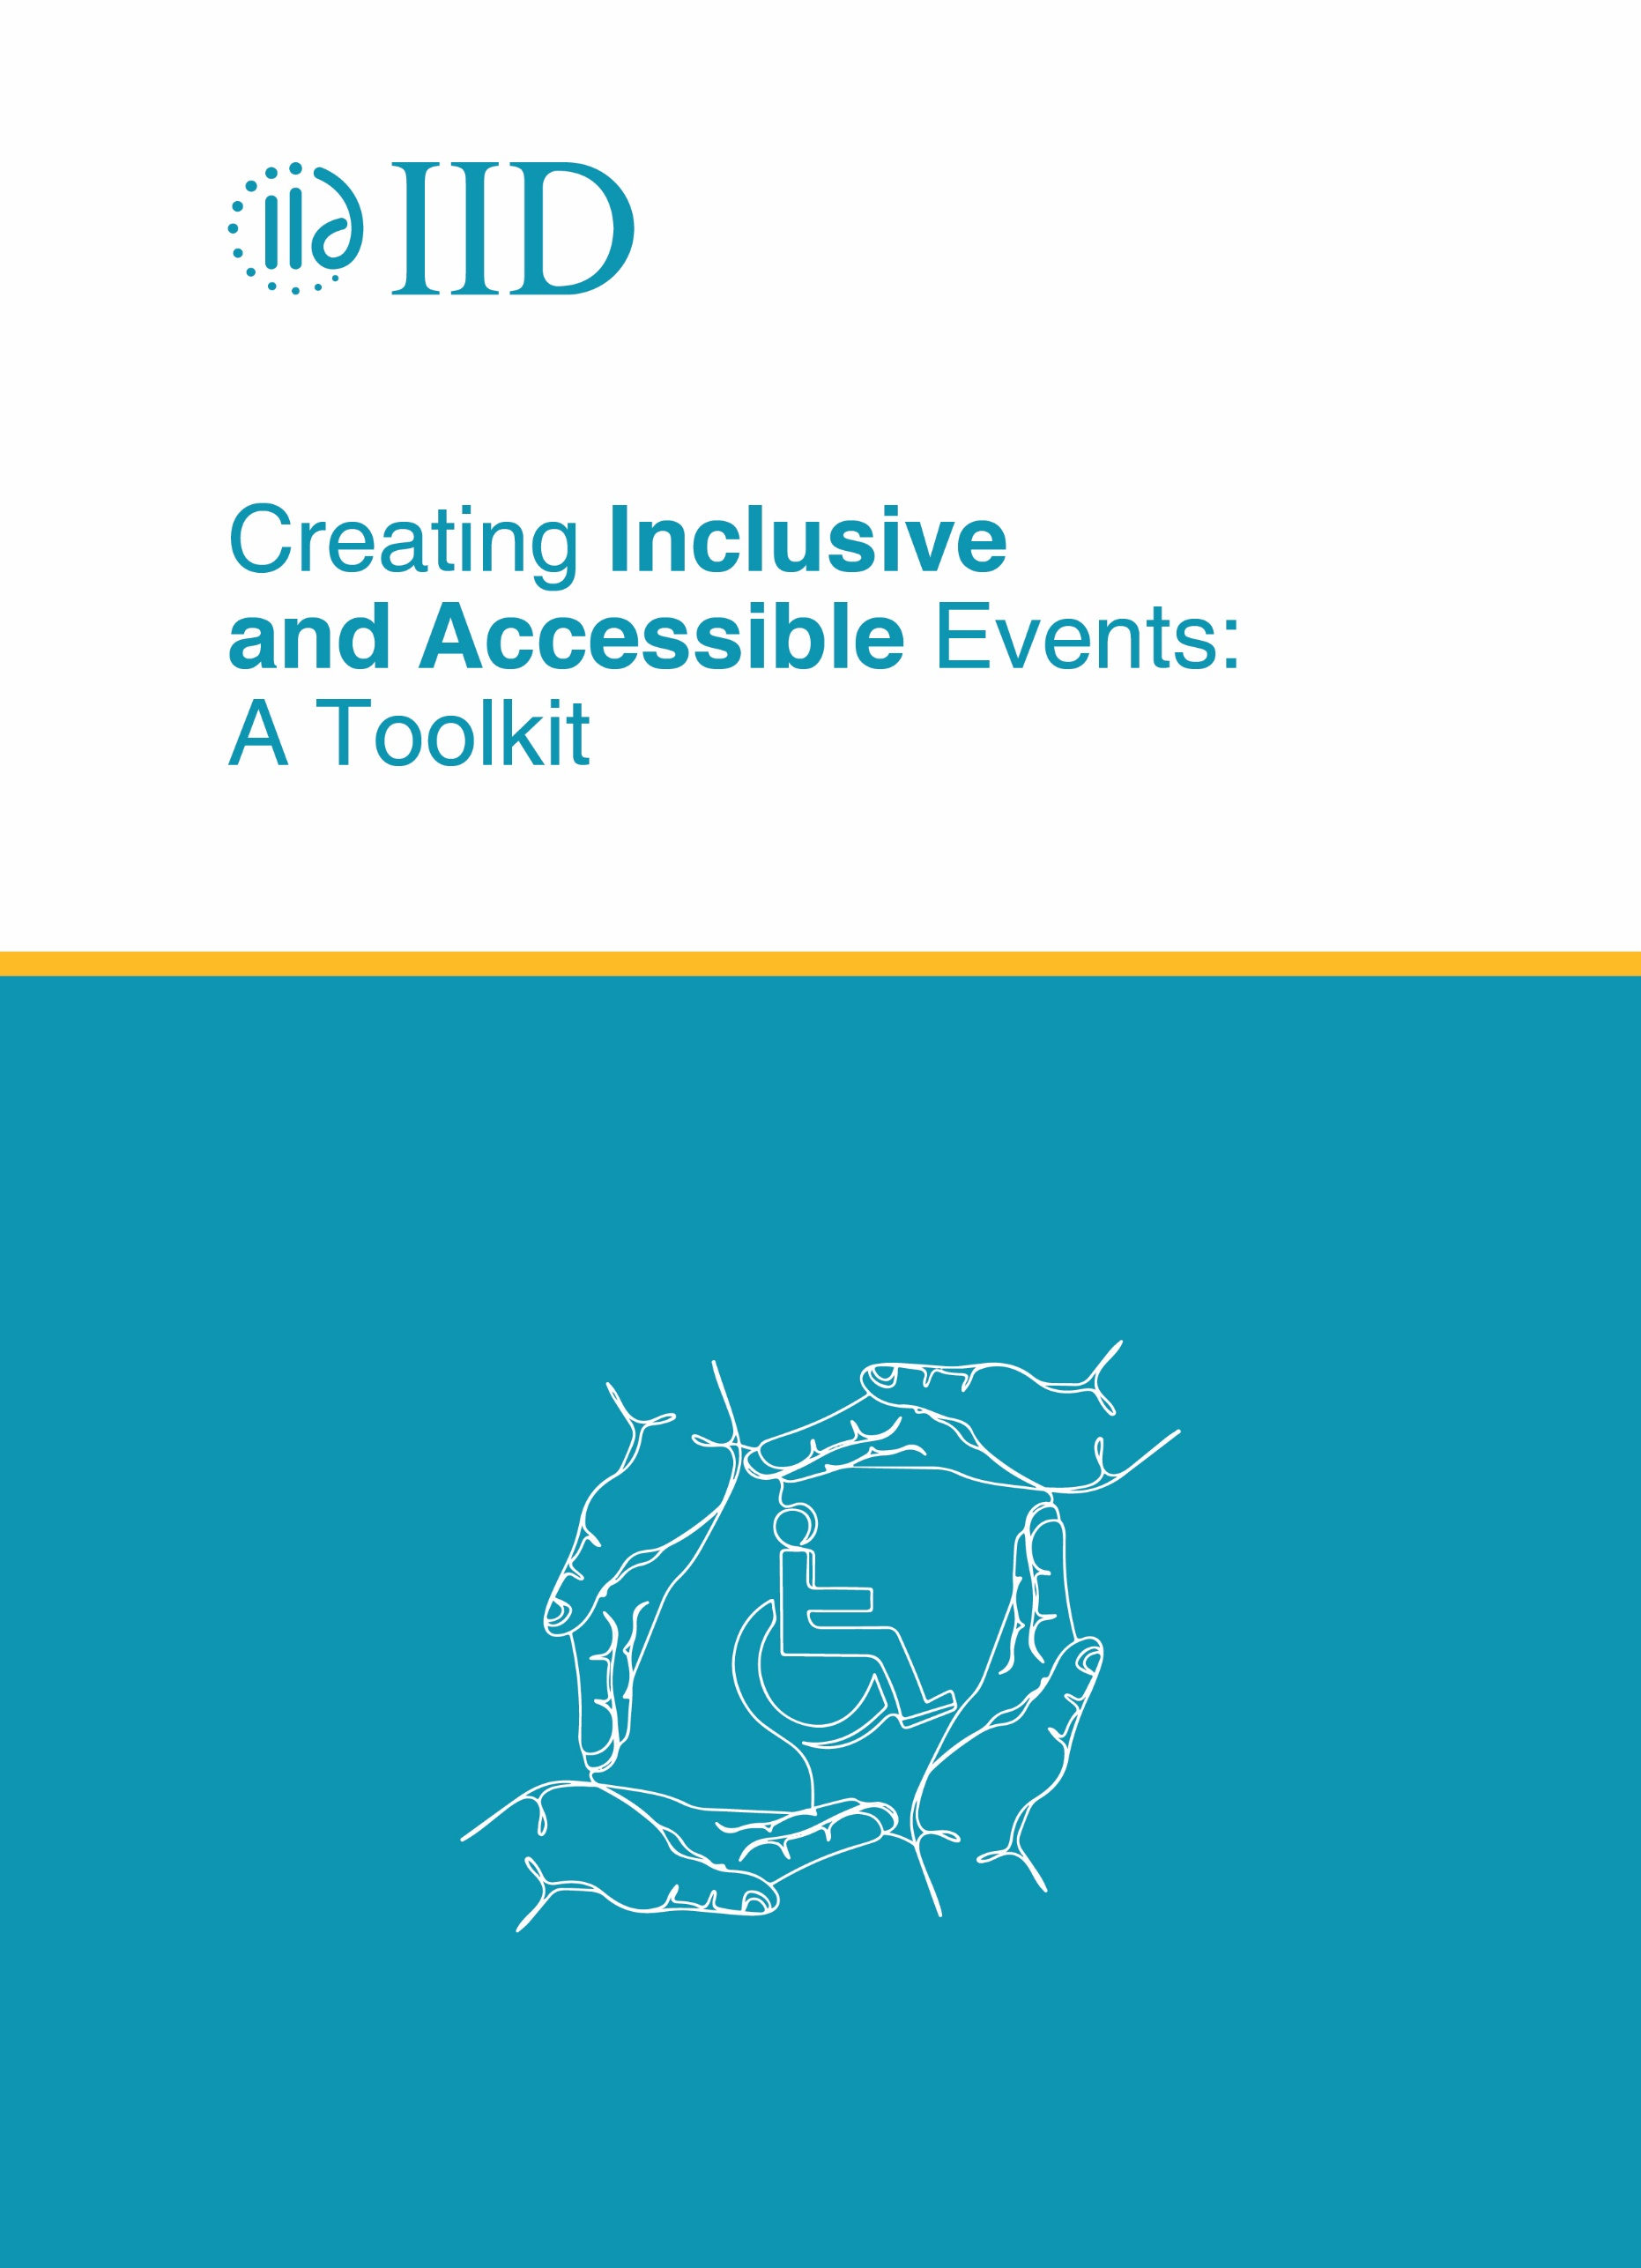 IID
Creating Inclusive
and Accessible Events:
A Toolkit